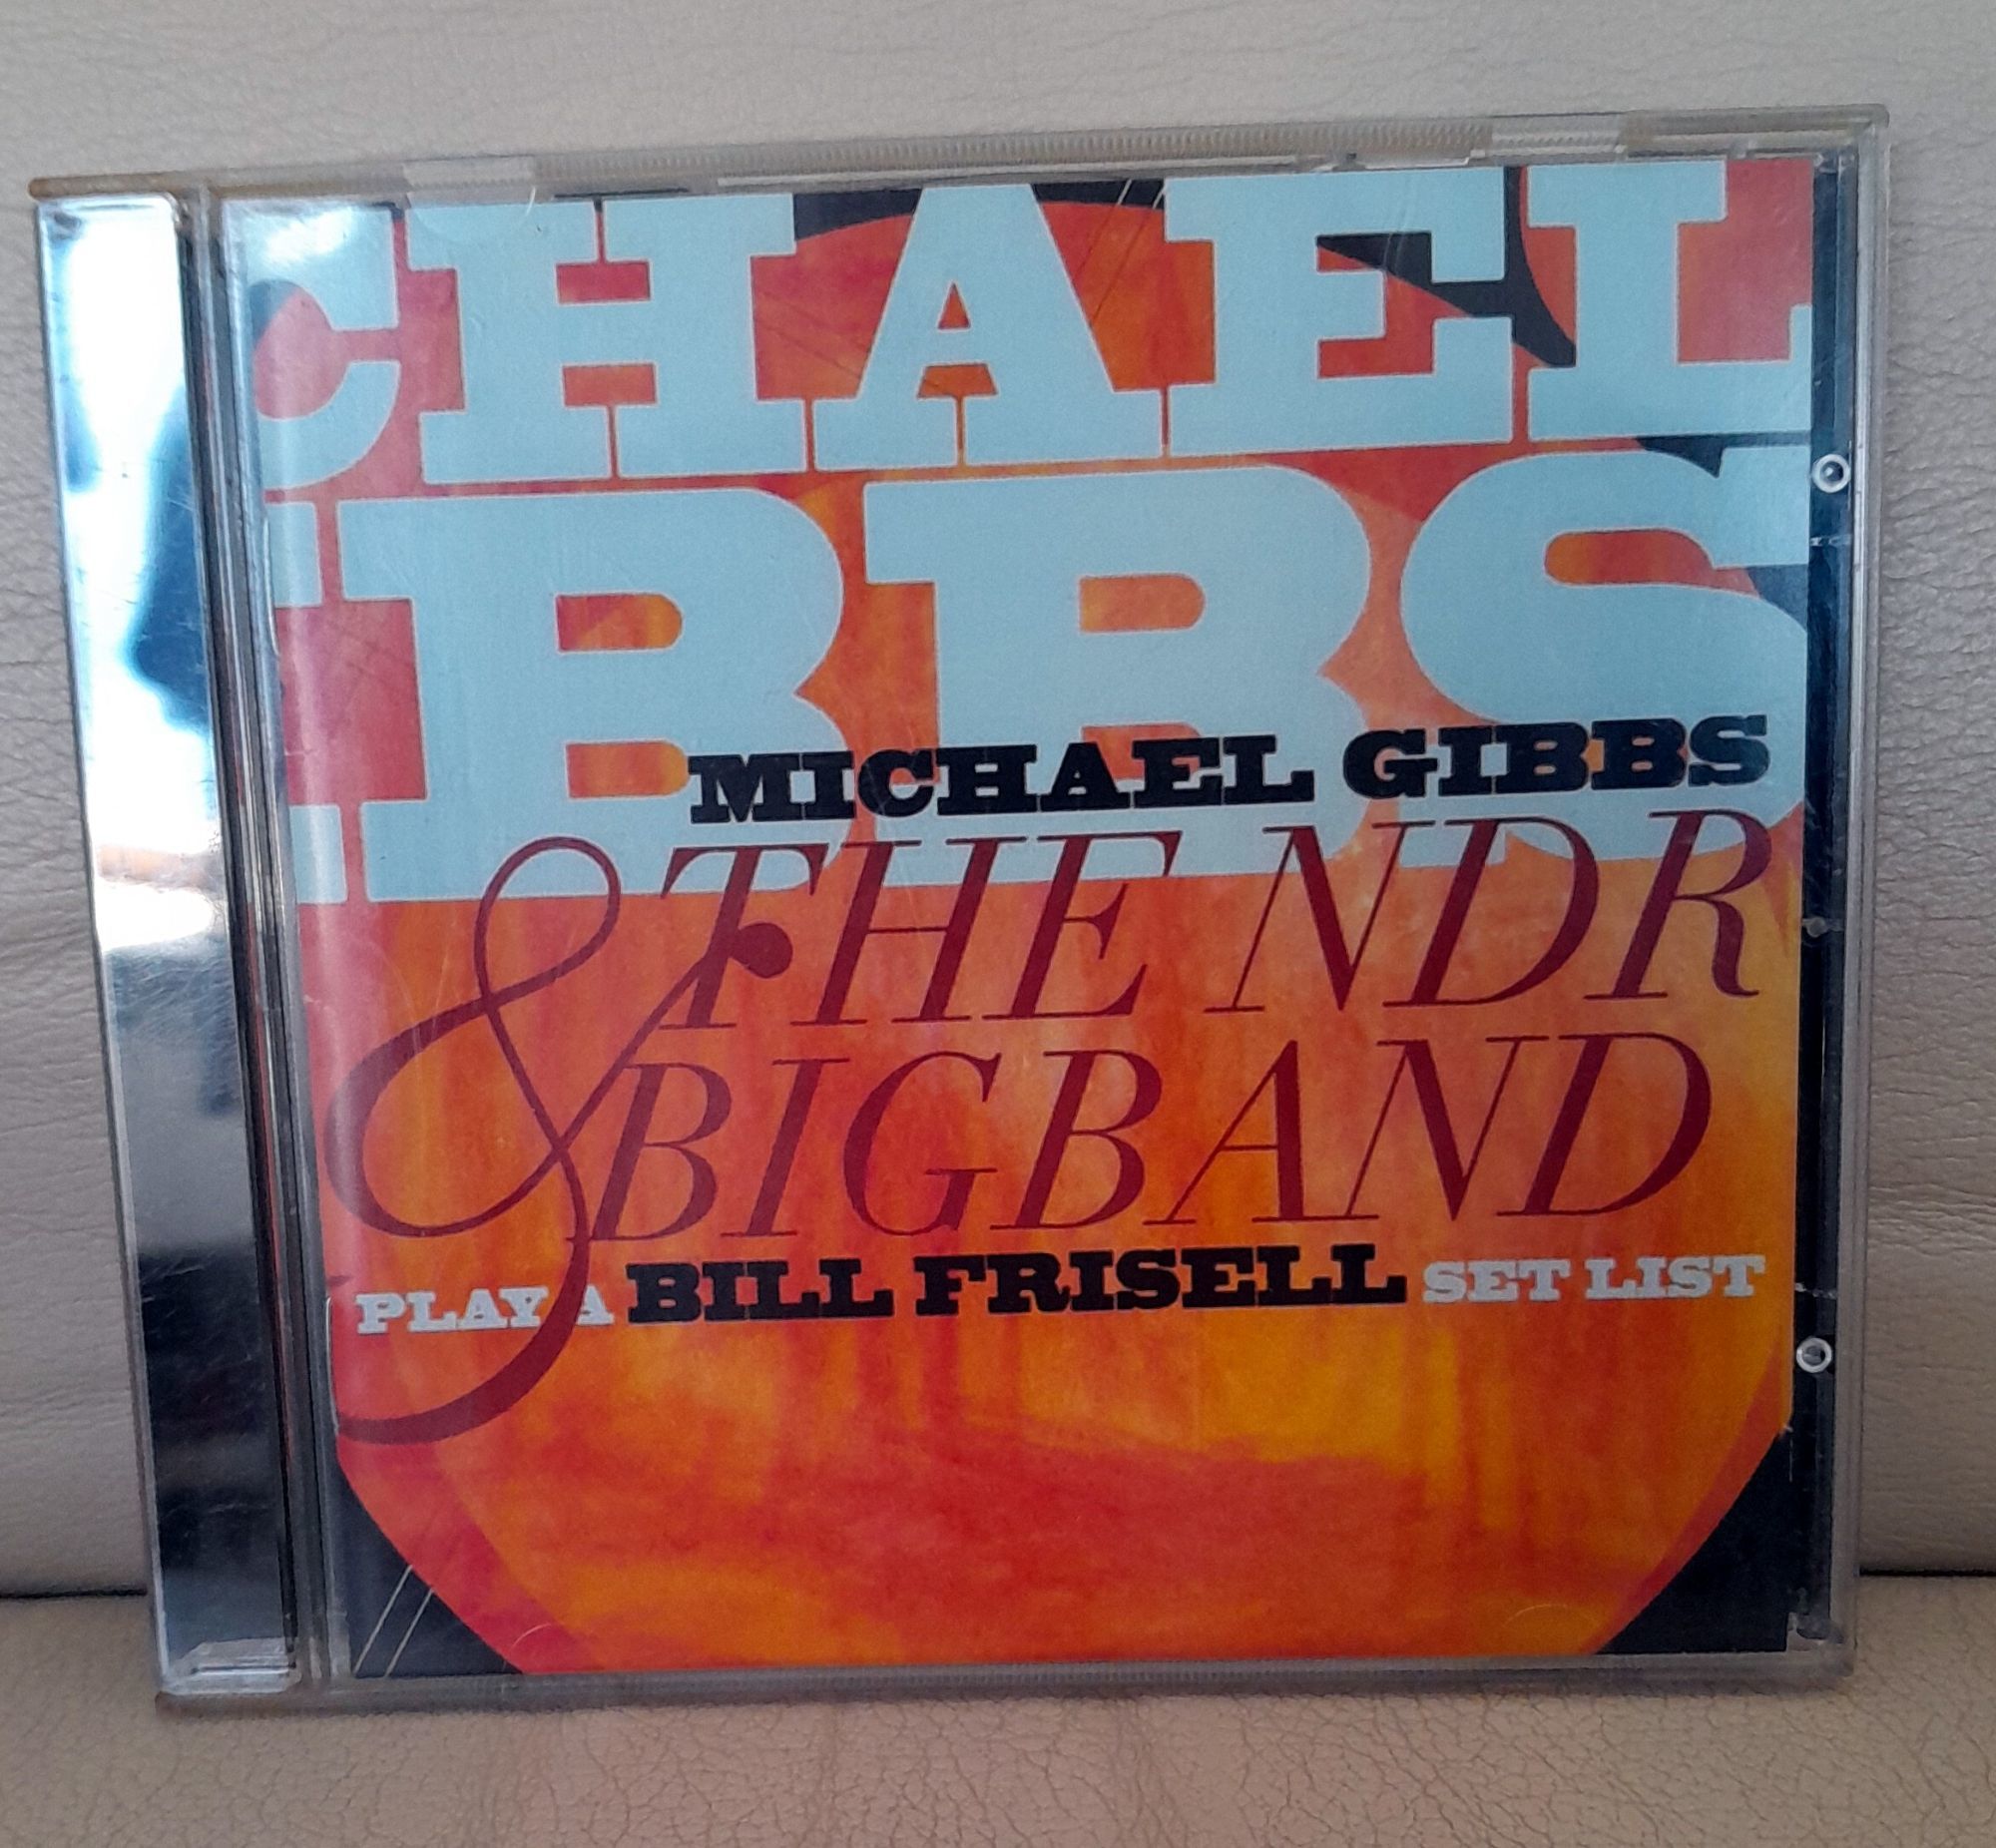 CHAEL
BBS
MICHAEL GIBBS
& THE NDR
BIGBAND
PLAY A BILL FRISELL SET LIST